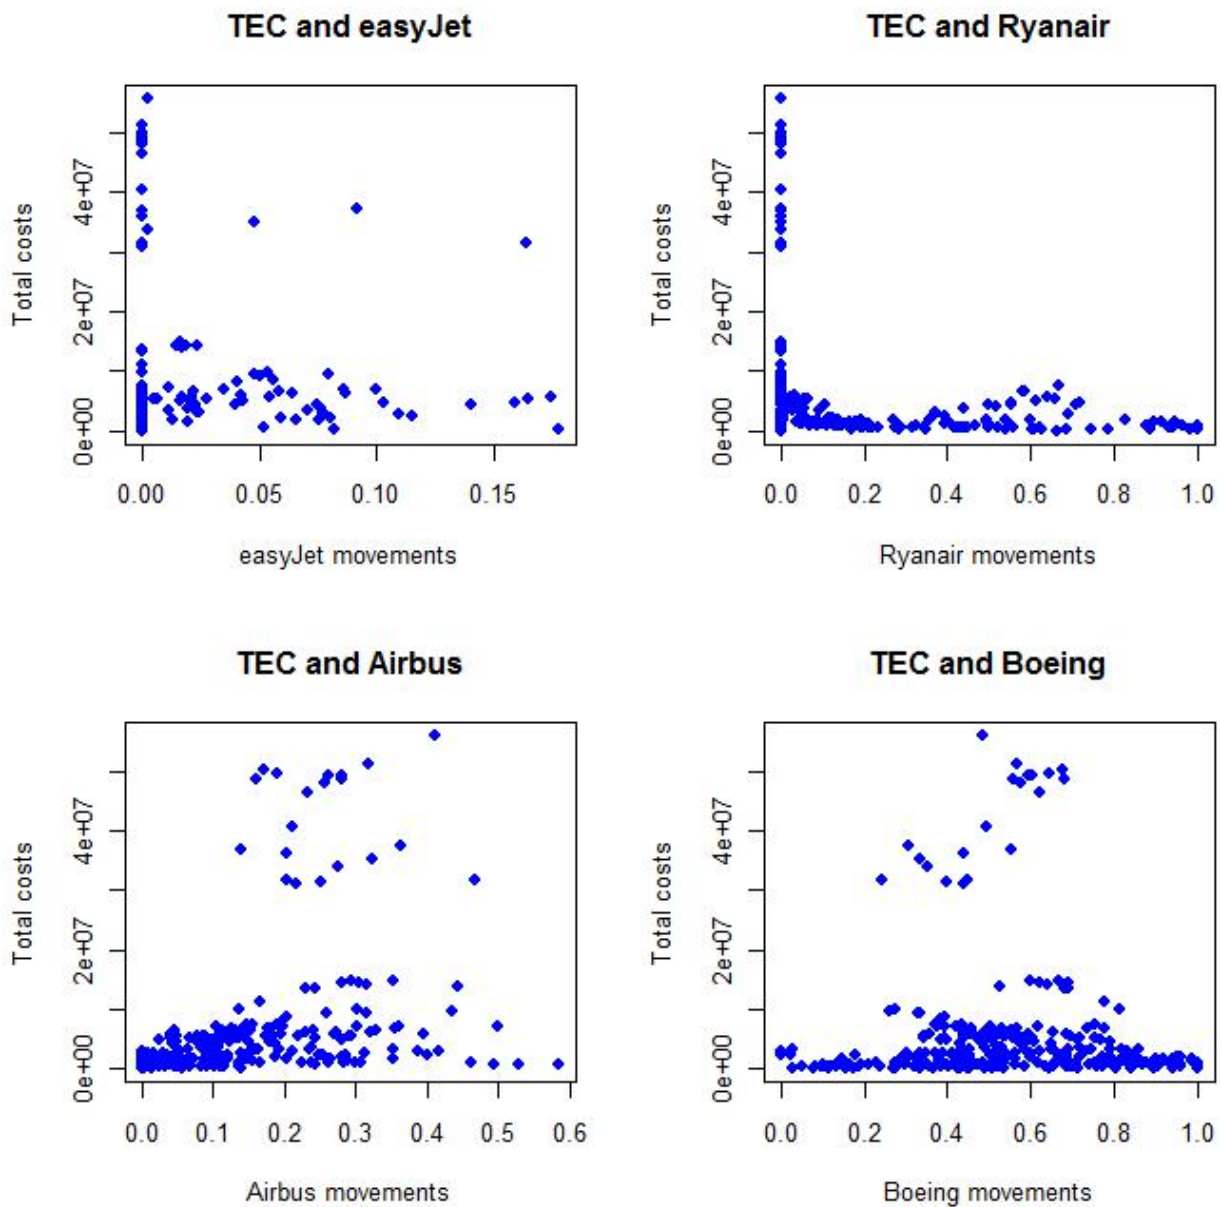 TEC and easyJet
Total costs
4e+07
2e+07
0e+00
0.00 0.05 0.10 0.15
easyJet movements
TEC and Ryanair
Total costs
4e+07
2e+07
0e+00
0.0 0.2 0.4 0.6 0.8 1.0
Ryanair movements
TEC and Airbus
Total costs
4e+07
2e+07
0e+00
0.0 0.1 0.2 0.3 0.4 0.5 0.6
Airbus movements
TEC and Boeing
Total costs
4e+07
2e+07
0e+00
0.0 0.2 0.4 0.6 0.8 1.0
Boeing movements